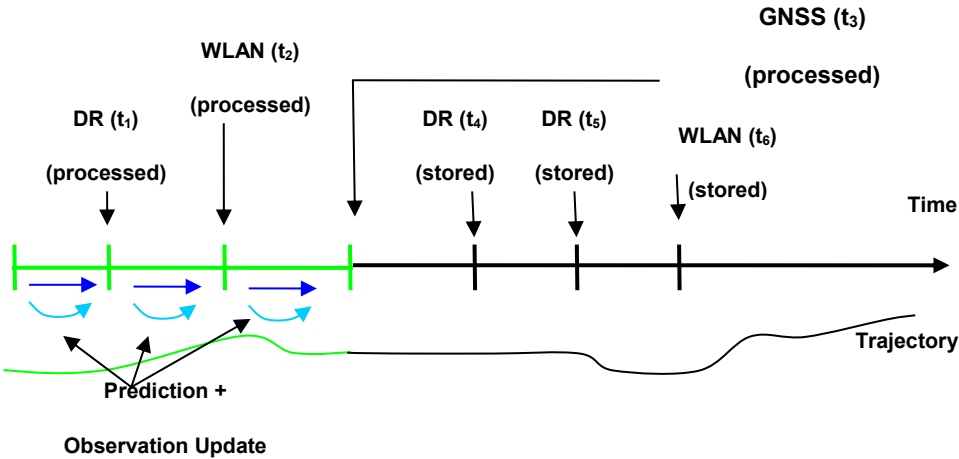 GNSS (t3)
(processed)
WLAN (t2)
(processed)
DR (t1)
(processed)
DR (t4)
(stored)
DR (t5)
(stored)
WLAN (t6)
(stored)
Time
Trajectory
Prediction +
Observation Update